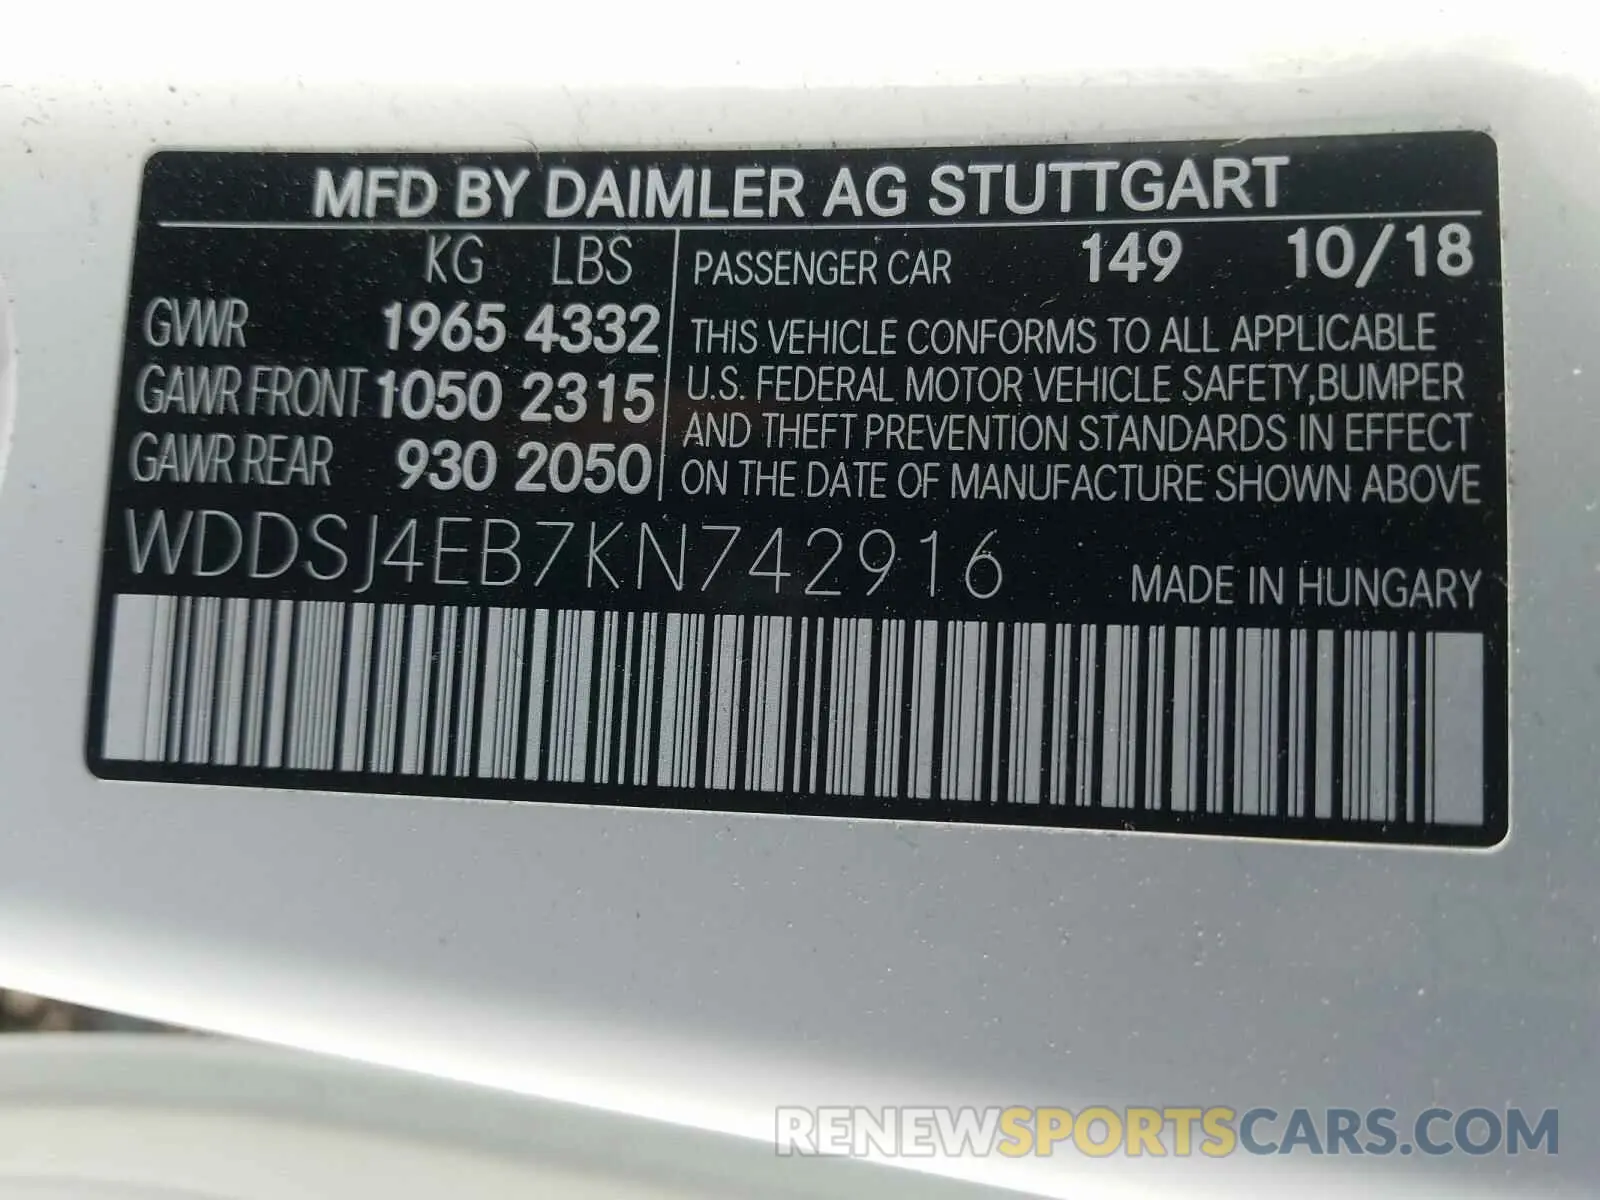 MFD BY DAIMLER AG STUTTGART
KG LBS
GVWR 1965 4332
GAWR FRONT 1050 2315
GAWR REAR 930 2050
PASSENGER CAR 149 10/18
THIS VEHICLE CONFORMS TO ALL APPLICABLE
U.S. FEDERAL MOTOR VEHICLE SAFETY,BUMPER
AND THEFT PREVENTION STANDARDS IN EFFECT
ON THE DATE OF MANUFACTURE SHOWN ABOVE
WDDSJ4EB7KN742916
MADE IN HUNGARY
RENEWSPORTSCARS.COM